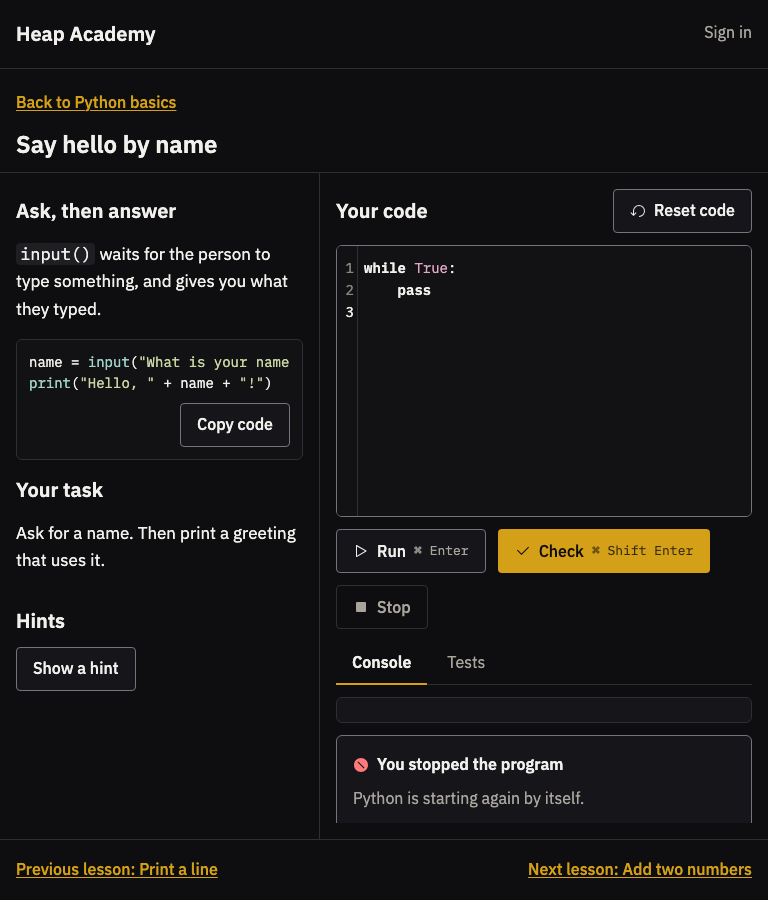 Heap Academy
Sign in
Back to Python basics
Say hello by name
Ask, then answer
input() waits for the person to
type something, and gives you what
they typed.
name = input("What is your name
print("Hello, " + name + "!")
Copy code
Your task
Ask for a name. Then print a greeting
that uses it.
Hints
Show a hint
Your code
Reset code
1 while True:
2     pass
3
Run ⌘ Enter
Check ⌘ Shift Enter
Stop
Console
Tests
You stopped the program
Python is starting again by itself.
Previous lesson: Print a line
Next lesson: Add two numbers